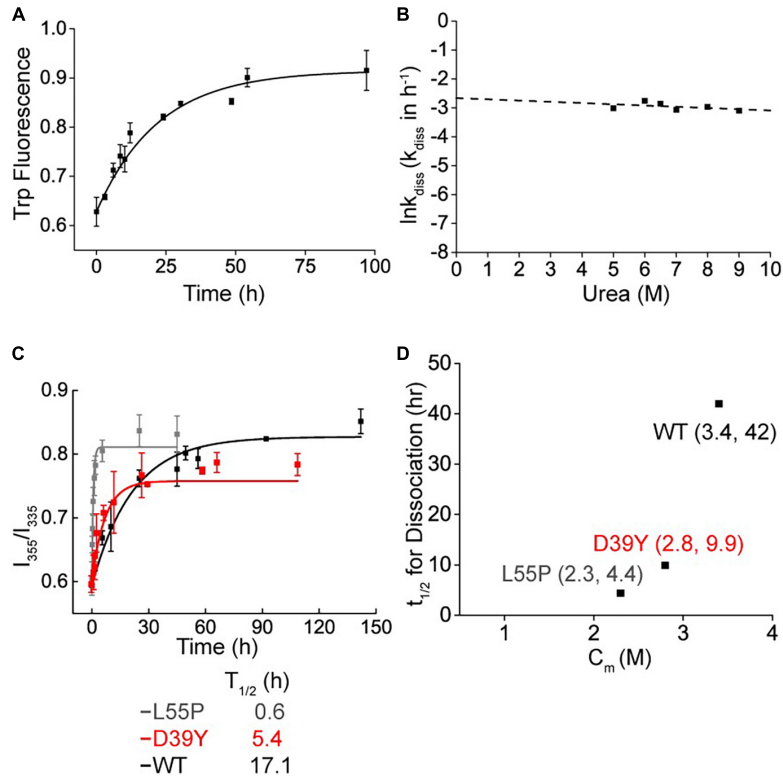 A
Trp Fluorescence
1.0
0.9
0.8
0.7
0.6
0 25 50 75 100
Time (h)
B
lnk_diss (k_diss in h⁻¹)
0
-1
-2
-3
-4
-5
-6
-7
-8
0 1 2 3 4 5 6 7 8 9 10
Urea (M)
C
I₃₅₅/I₃₃₅
0.9
0.8
0.7
0.6
0 30 60 90 120 150
Time (h)
T₁/₂ (h)
−L55P 0.6
−D39Y 5.4
−WT 17.1
D
t₁/₂ for Dissociation (hr)
50
40
30
20
10
0
WT (3.4, 42)
D39Y (2.8, 9.9)
L55P (2.3, 4.4)
1 2 3 4
Cₘ (M)